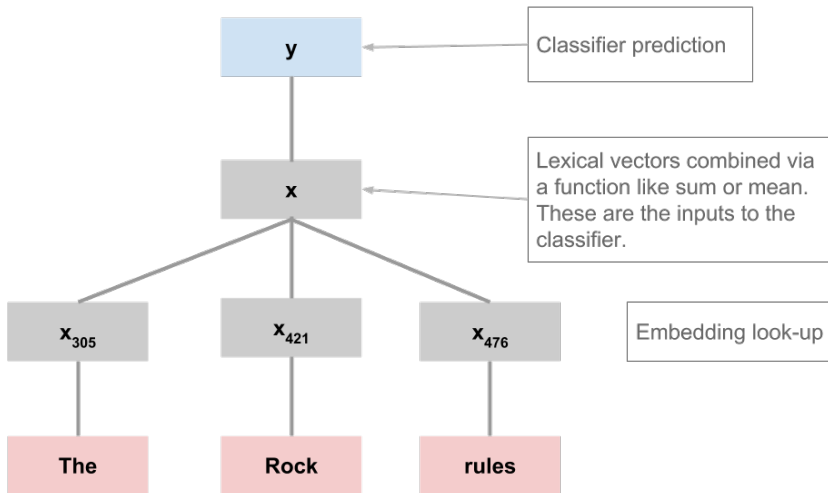 y
Classifier prediction
x
Lexical vectors combined via
a function like sum or mean.
These are the inputs to the
classifier.
x305
x421
x476
Embedding look-up
The
Rock
rules